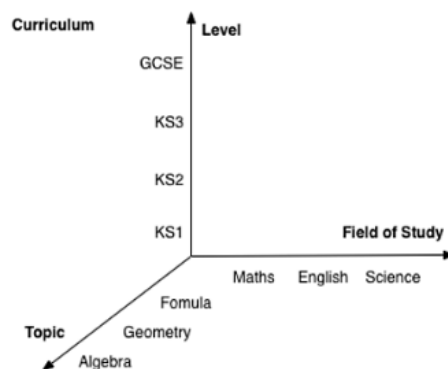 Curriculum
Level
GCSE
KS3
KS2
KS1
Field of Study
Maths English Science
Fomula
Topic
Geometry
Algebra